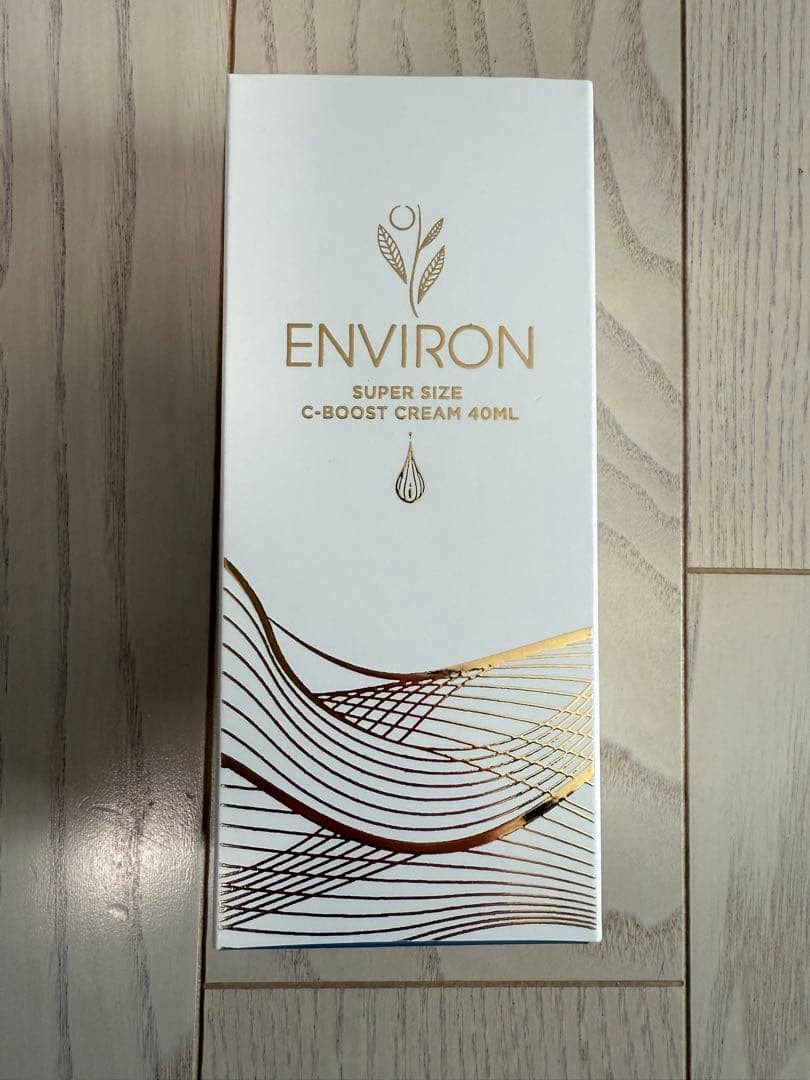 ENVIRON
SUPER SIZE
C-BOOST CREAM 40ML